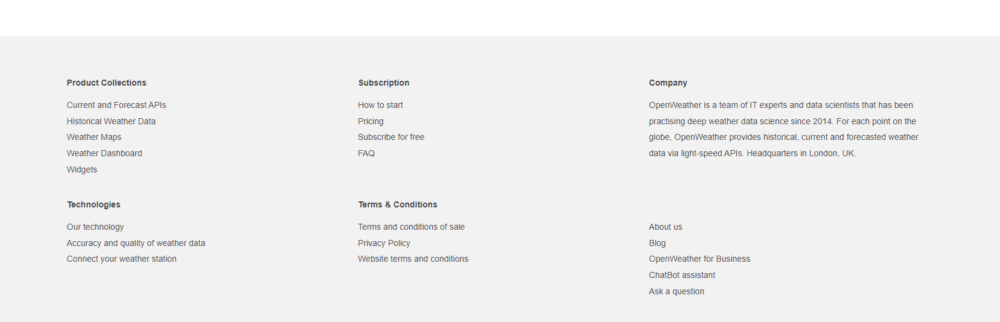 Product Collections
Current and Forecast APIs
Historical Weather Data
Weather Maps
Weather Dashboard
Widgets
Subscription
How to start
Pricing
Subscribe for free
FAQ
Company
OpenWeather is a team of IT experts and data scientists that has been
practising deep weather data science since 2014. For each point on the
globe, OpenWeather provides historical, current and forecasted weather
data via light-speed APIs. Headquarters in London, UK.
Technologies
Our technology
Accuracy and quality of weather data
Connect your weather station
Terms & Conditions
Terms and conditions of sale
Privacy Policy
Website terms and conditions
About us
Blog
OpenWeather for Business
ChatBot assistant
Ask a question